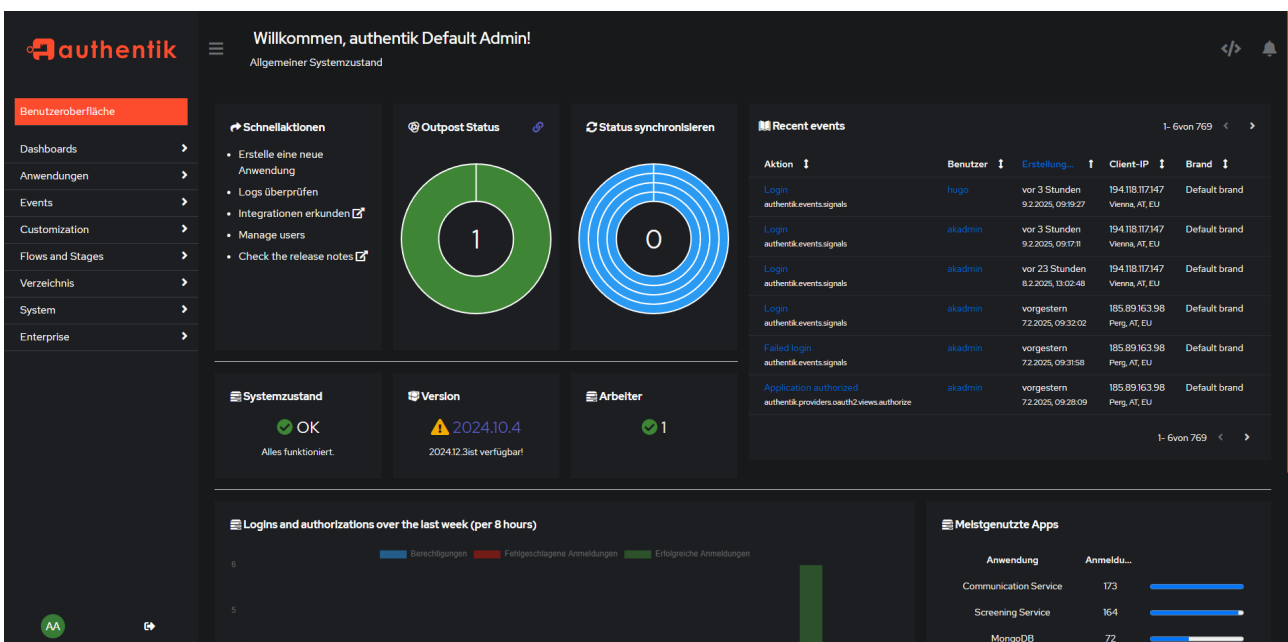 authentik
Willkommen, authentik Default Admin!
Allgemeiner Systemzustand
Benutzeroberfläche
Dashboards
Anwendungen
Events
Customization
Flows and Stages
Verzeichnis
System
Enterprise
AA
Schnellaktionen
Erstelle eine neue
Anwendung
Logs überprüfen
Integrationen erkunden
Manage users
Check the release notes
Outpost Status
1
Status synchronisieren
0
Recent events
1- 6von 769
Aktion Benutzer Erstellung... Client-IP Brand
Login hugo vor 3 Stunden 194.118.117.147 Default brand
authentik.events.signals 9.2.2025, 09:19:27 Vienna, AT, EU
Login akadmin vor 3 Stunden 194.118.117.147 Default brand
authentik.events.signals 9.2.2025, 09:17:11 Vienna, AT, EU
Login akadmin vor 23 Stunden 194.118.117.147 Default brand
authentik.events.signals 8.2.2025, 13:02:48 Vienna, AT, EU
Login akadmin vorgestern 185.89.163.98 Default brand
authentik.events.signals 7.2.2025, 09:32:02 Perg, AT, EU
Failed login akadmin vorgestern 185.89.163.98 Default brand
authentik.events.signals 7.2.2025, 09:31:58 Perg, AT, EU
Application authorized akadmin vorgestern 185.89.163.98 Default brand
authentik.providers.oauth2.views.authorize 7.2.2025, 09:28:09 Perg, AT, EU
1- 6von 769
Systemzustand
OK
Alles funktioniert.
Version
2024.10.4
2024.12.3ist verfügbar!
Arbeiter
1
Logins and authorizations over the last week (per 8 hours)
Berechtigungen Fehlgeschlagene Anmeldungen Erfolgreiche Anmeldungen
6
5
Meistgenutzte Apps
Anwendung Anmeldu...
Communication Service 173
Screening Service 164
MongoDB 72